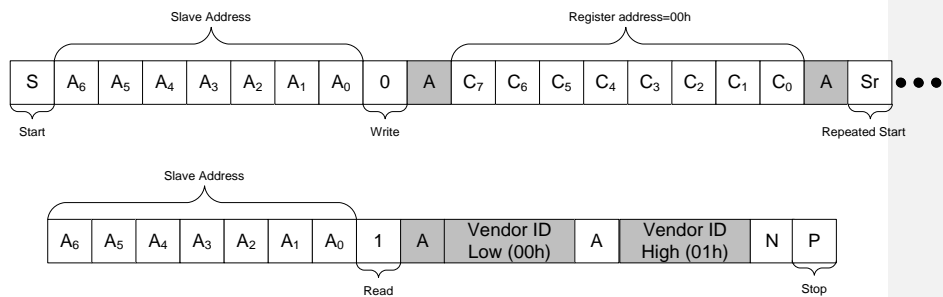 Slave Address Register address=00h
S A₆ A₅ A₄ A₃ A₂ A₁ A₀ 0 A C₇ C₆ C₅ C₄ C₃ C₂ C₁ C₀ A Sr
Start Write Repeated Start
Slave Address
A₆ A₅ A₄ A₃ A₂ A₁ A₀ 1 A Vendor ID Low (00h) A Vendor ID High (01h) N P
Read Stop